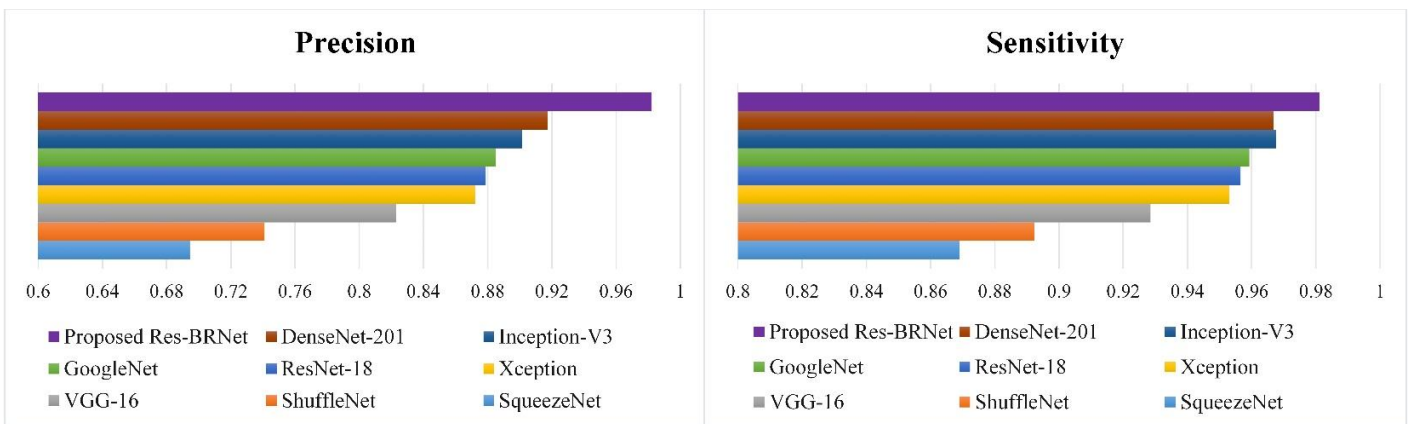 Precision
0.6 0.64 0.68 0.72 0.76 0.8 0.84 0.88 0.92 0.96 1
Proposed Res-BRNet DenseNet-201 Inception-V3
GoogleNet ResNet-18 Xception
VGG-16 ShuffleNet SqueezeNet
Sensitivity
0.8 0.82 0.84 0.86 0.88 0.9 0.92 0.94 0.96 0.98 1
Proposed Res-BRNet DenseNet-201 Inception-V3
GoogleNet ResNet-18 Xception
VGG-16 ShuffleNet SqueezeNet